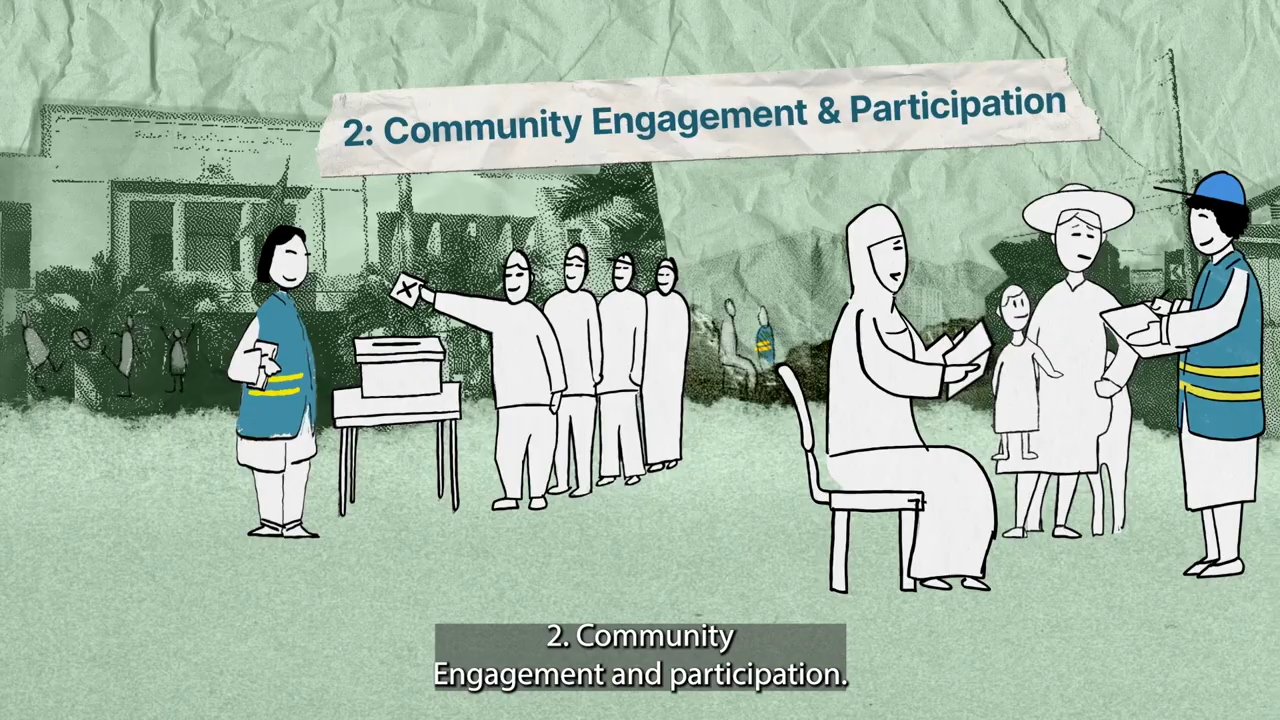 2: Community Engagement & Participation
2. Community
Engagement and participation.